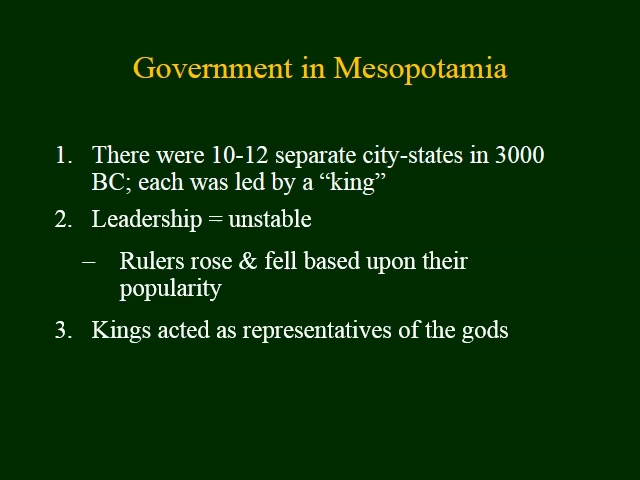 Government in Mesopotamia
1. There were 10-12 separate city-states in 3000
BC; each was led by a “king”
2. Leadership = unstable
– Rulers rose & fell based upon their
popularity
3. Kings acted as representatives of the gods